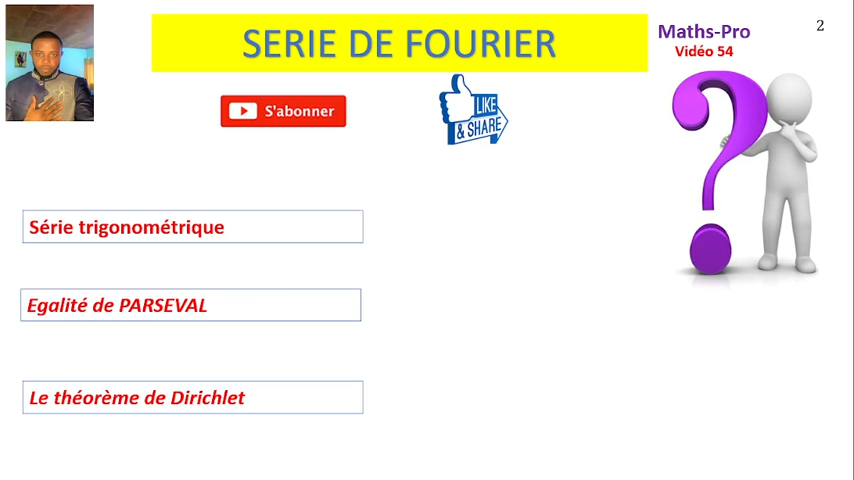 SERIE DE FOURIER
Maths-Pro
Vidéo 54
2
S'abonner
LIKE
& SHARE
Série trigonométrique
Egalité de PARSEVAL
Le théorème de Dirichlet